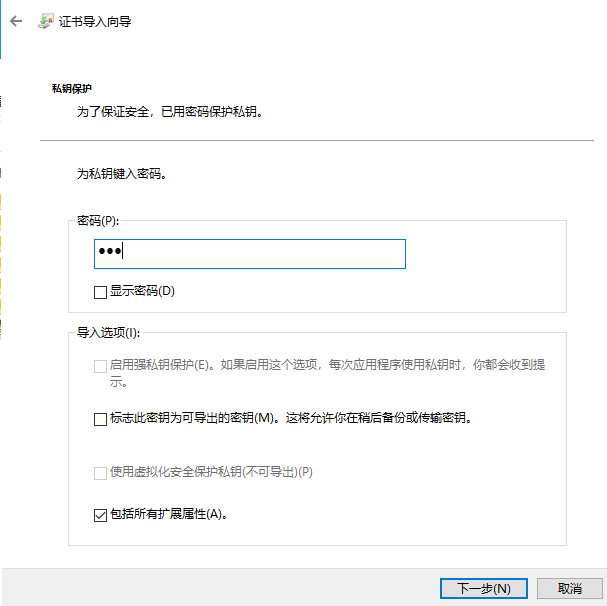 证书导入向导
私钥保护
为了保证安全，已用密码保护私钥。
为私钥键入密码。
密码(P):
●●●
显示密码(D)
导入选项(I):
启用强私钥保护(E)。如果启用这个选项，每次应用程序使用私钥时，你都会收到提
示。
标志此密钥为可导出的密钥(M)。这将允许你在稍后备份或传输密钥。
使用虚拟化安全保护私钥(不可导出)(P)
包括所有扩展属性(A)。
下一步(N)
取消